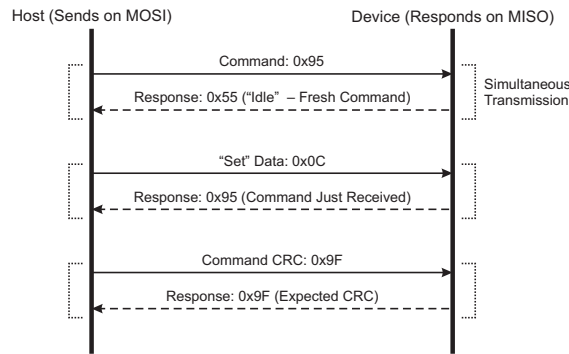 Host (Sends on MOSI)
Device (Responds on MISO)
Command: 0x95
Response: 0x55 (“Idle” – Fresh Command)
Simultaneous
Transmission
“Set” Data: 0x0C
Response: 0x95 (Command Just Received)
Command CRC: 0x9F
Response: 0x9F (Expected CRC)